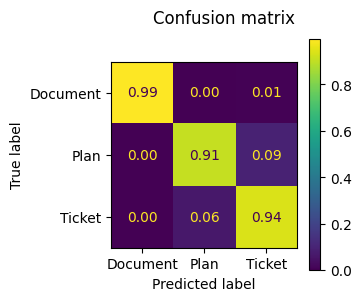 Confusion matrix
Document 0.99 0.00 0.01
Plan 0.00 0.91 0.09
Ticket 0.00 0.06 0.94
Document Plan Ticket
Predicted label
True label
0.8
0.6
0.4
0.2
0.0